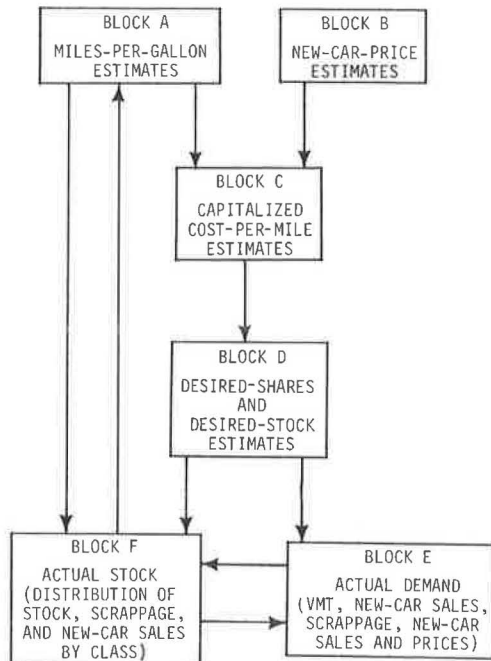 BLOCK A
MILES-PER-GALLON
ESTIMATES
BLOCK B
NEW-CAR-PRICE
ESTIMATES
BLOCK C
CAPITALIZED
COST-PER-MILE
ESTIMATES
BLOCK D
DESIRED-SHARES
AND
DESIRED-STOCK
ESTIMATES
BLOCK F
ACTUAL STOCK
(DISTRIBUTION OF
STOCK, SCRAPPAGE,
AND NEW-CAR SALES
BY CLASS)
BLOCK E
ACTUAL DEMAND
(VMT, NEW-CAR SALES,
SCRAPPAGE, NEW-CAR
SALES AND PRICES)